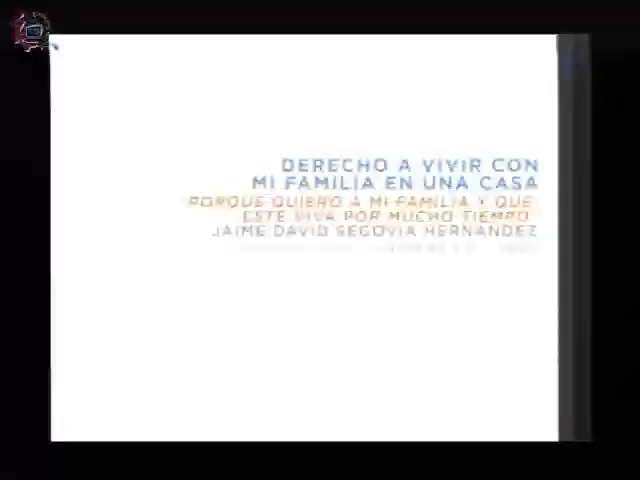 DERECHO A VIVIR CON
MI FAMILIA EN UNA CASA
"PORQUE QUIERO A MI FAMILIA Y QUE
ESTE VIVA POR MUCHO TIEMPO."
JAIME DAVID SEGOVIA HERNANDEZ